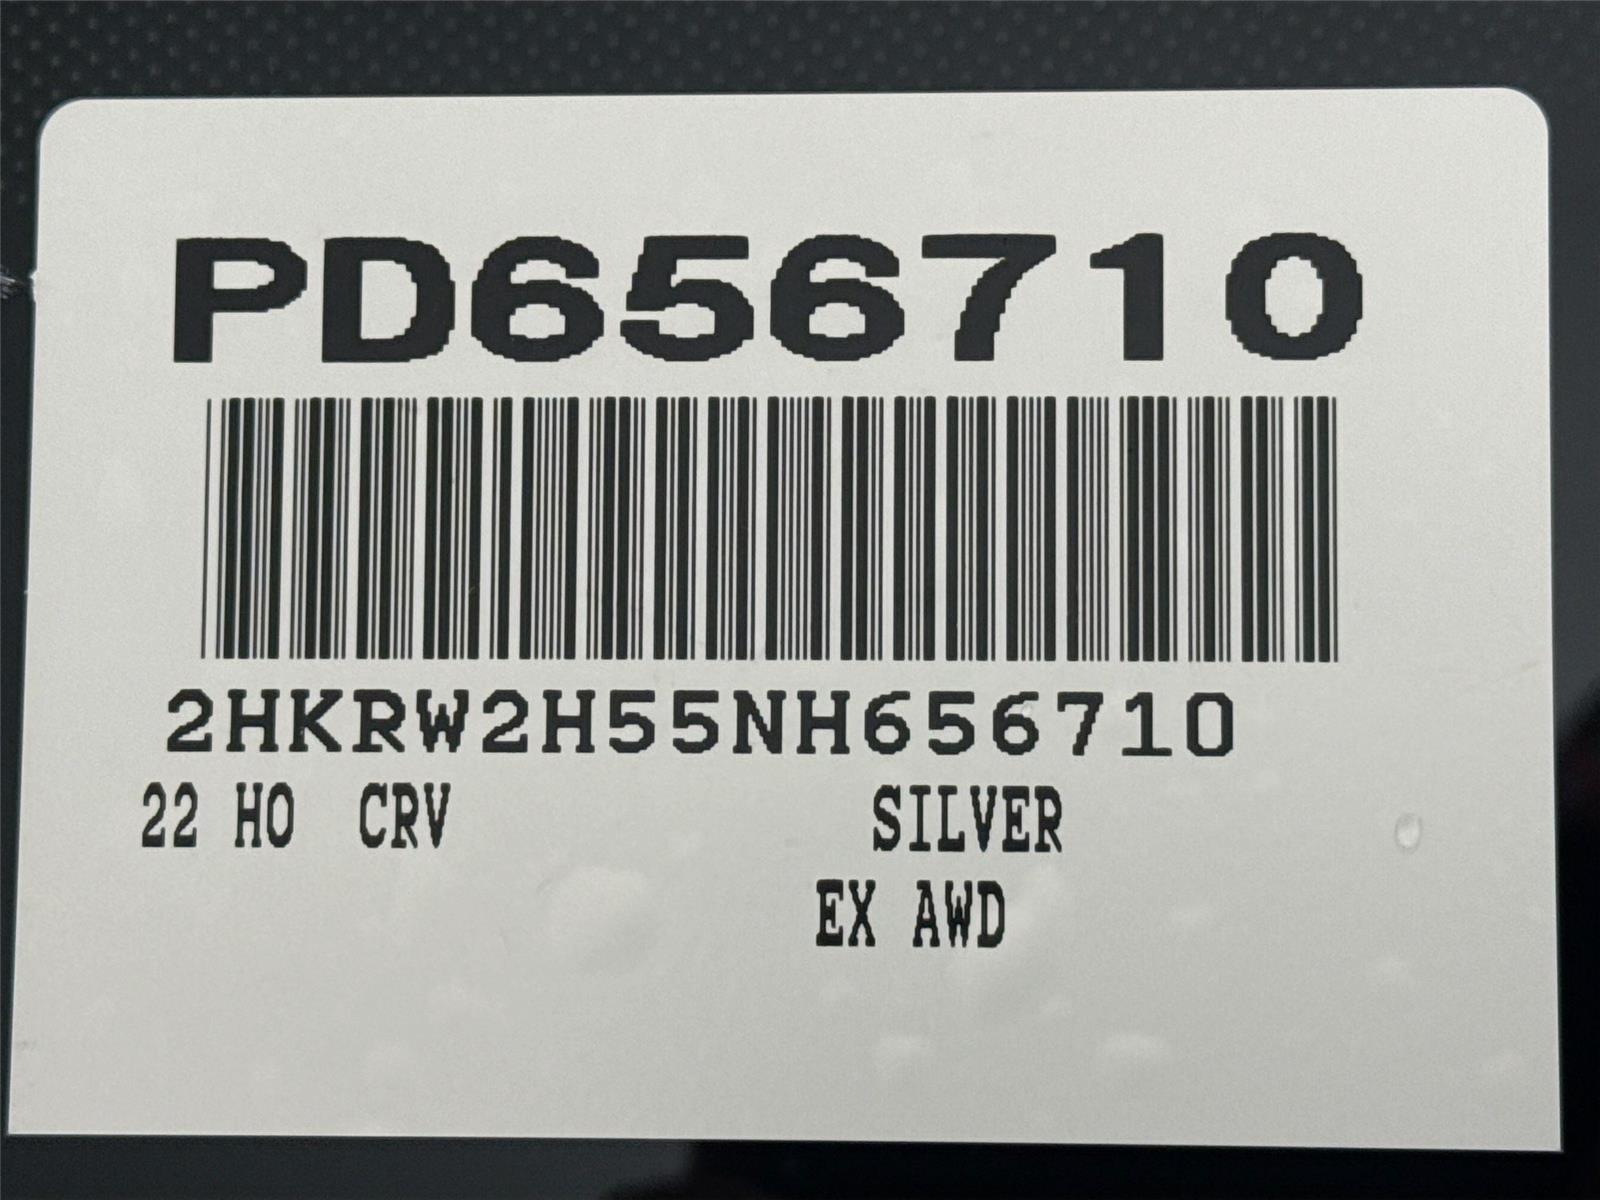 PD656710
2HKRW2H55NH656710
22 HO CRV SILVER
EX AWD